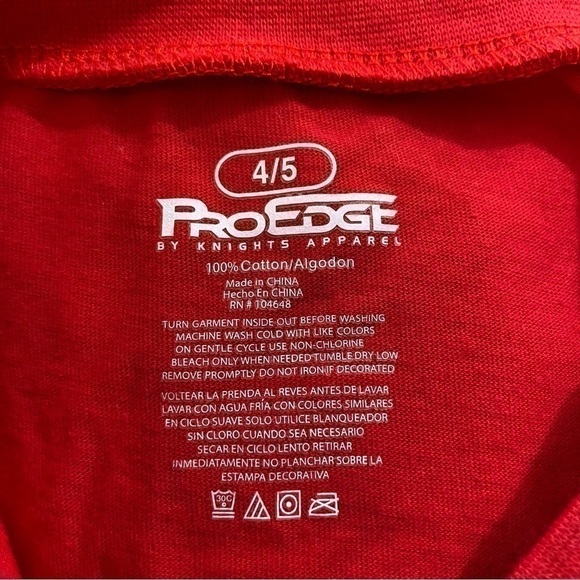 4/5
PROEDGE
BY KNIGHTS APPAREL
100% Cotton/Algodon
Made in CHINA
Hecho En CHINA
RN # 104648
TURN GARMENT INSIDE OUT BEFORE WASHING
MACHINE WASH COLD WITH LIKE COLORS
ON GENTLE CYCLE USE NON-CHLORINE
BLEACH ONLY WHEN NEEDED TUMBLE DRY LOW
REMOVE PROMPTLY DO NOT IRON IF DECORATED
VOLTEAR LA PRENDA AL REVES ANTES DE LAVAR
LAVAR CON AGUA FRÍA CON COLORES SIMILARES
EN CICLO SUAVE SOLO UTILICE BLANQUEADOR
SIN CLORO CUANDO SEA NECESARIO
SECAR EN CICLO LENTO RETIRAR
INMEDIATAMENTE NO PLANCHAR SOBRE LA
ESTAMPA DECORATIVA
30C